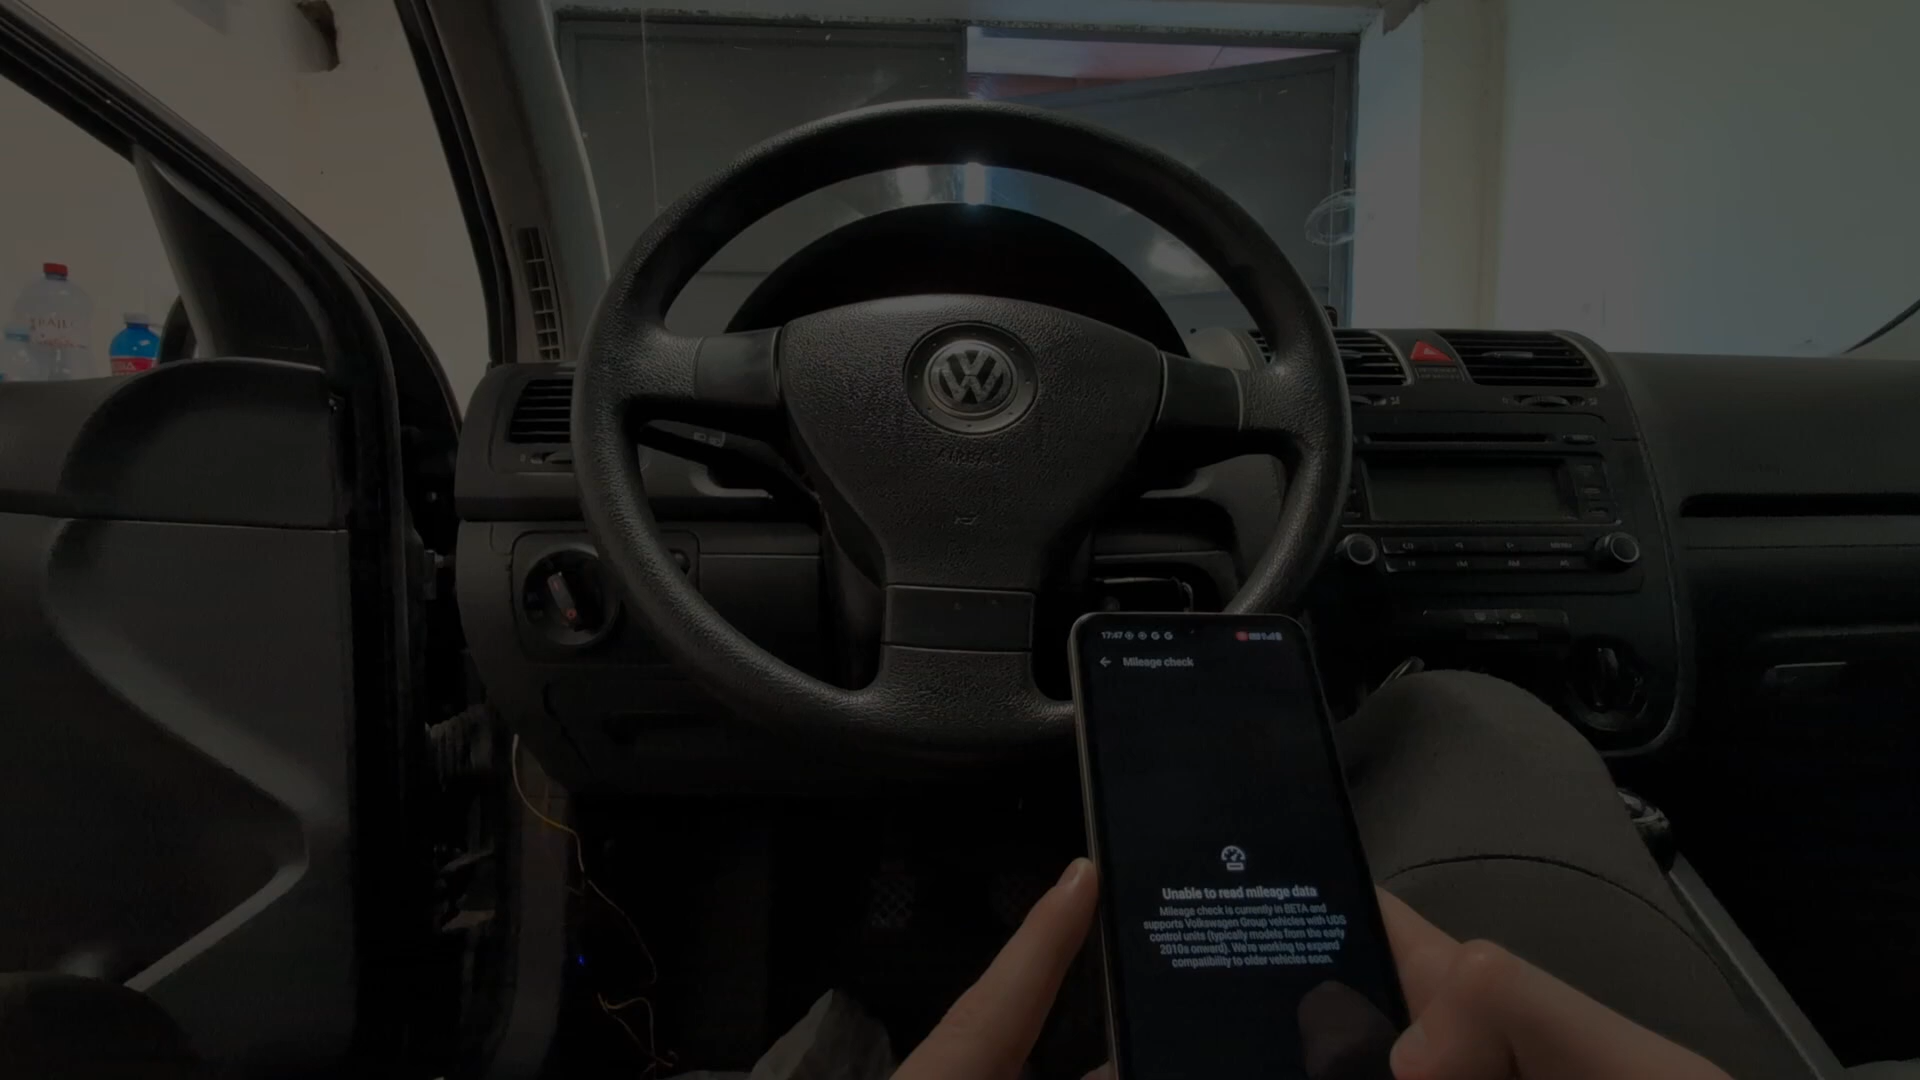 17:47
Mileage check
Unable to read mileage data
Mileage check is currently in BETA and
supports Volkswagen Group vehicles with UDS
control units (typically models from the early
2010s onward). We're working to expand
compatibility to older vehicles soon.
AIRBAG